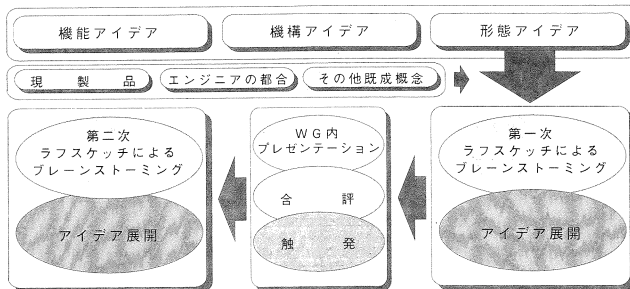 機能アイデア
機構アイデア
形態アイデア
現製品
エンジニアの都合
その他既成概念
第二次
ラフスケッチによる
ブレーンストーミング
アイデア展開
WG内
プレゼンテーション
合評
触発
第一次
ラフスケッチによる
ブレーンストーミング
アイデア展開